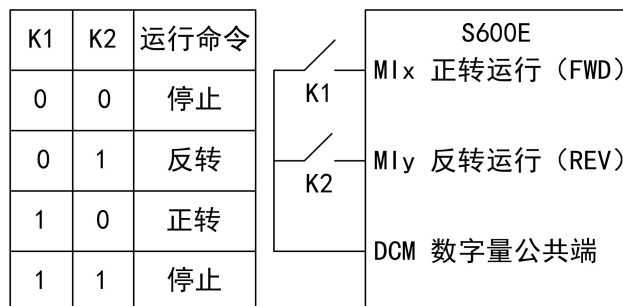 K1 K2 运行命令
0 0 停止
0 1 反转
1 0 正转
1 1 停止
S600E
K1 MIx 正转运行（FWD）
K2 MIy 反转运行（REV）
DCM 数字量公共端